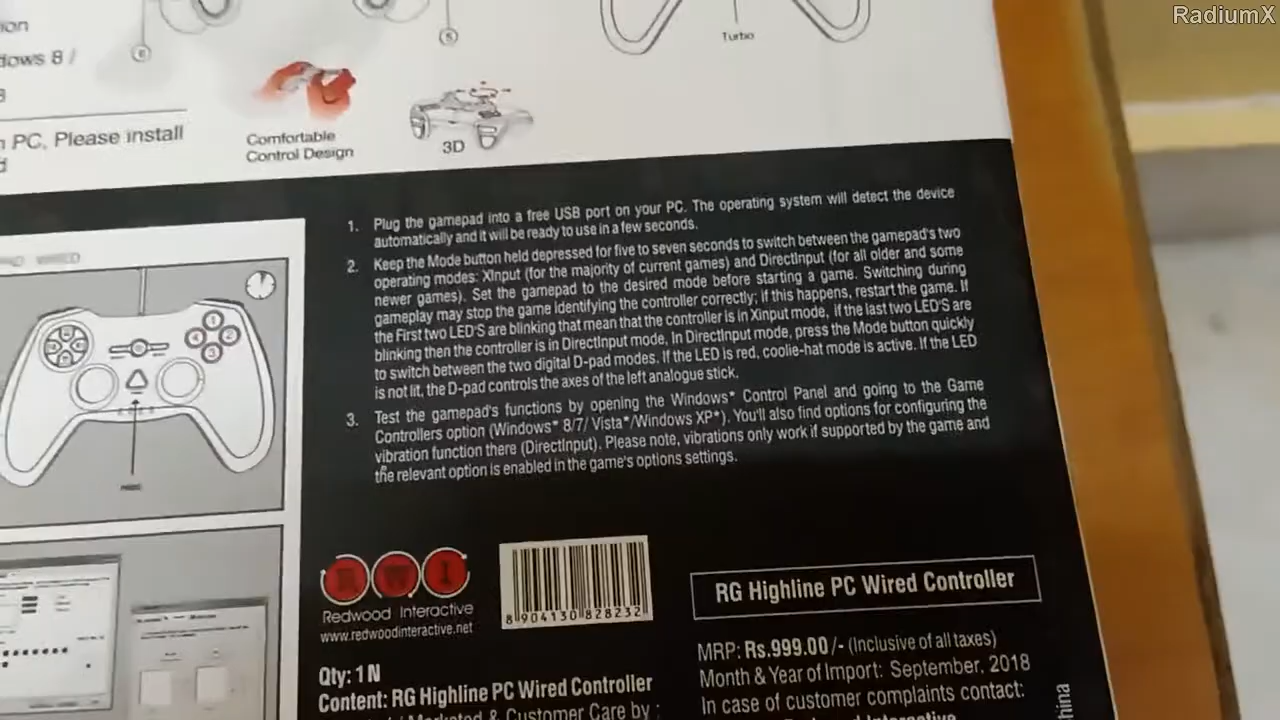 RadiumX
Turbo
dows 8 /
PC, Please install
Comfortable
Control Design
3D
1. Plug the gamepad into a free USB port on your PC. The operating system will detect the device
automatically and it will be ready to use in a few seconds.
2. Keep the Mode button held depressed for five to seven seconds to switch between the gamepad's two
operating modes: XInput (for the majority of current games) and DirectInput (for all older and some
newer games). Set the gamepad to the desired mode before starting a game. Switching during
gameplay may stop the game identifying the controller correctly; if this happens, restart the game. If
the First two LED'S are blinking that mean that the controller is in Xinput mode, if the last two LED'S are
blinking then the controller is in DirectInput mode, In DirectInput mode, press the Mode button quickly
to switch between the two digital D-pad modes. If the LED is red, coolie-hat mode is active. If the LED
is not lit, the D-pad controls the axes of the left analogue stick.
3. Test the gamepad's functions by opening the Windows* Control Panel and going to the Game
Controllers option (Windows* 8/7/ Vista*/Windows XP*). You'll also find options for configuring the
vibration function there (DirectInput). Please note, vibrations only work if supported by the game and
the relevant option is enabled in the game's options settings.
RWI
Redwood Interactive
www.redwoodinteractive.net
8 904130 828232
RG Highline PC Wired Controller
MRP: Rs.999.00/- (Inclusive of all taxes)
Month & Year of Import: September, 2018
In case of customer complaints contact:
Redwood Interactive
Qty: 1 N
Content: RG Highline PC Wired Controller
Marketed & Customer Care by :
hina